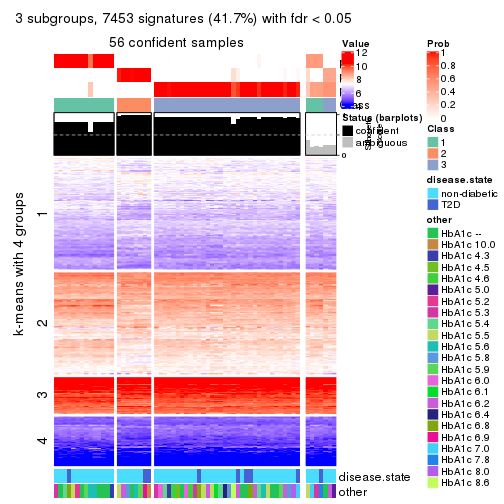 3 subgroups, 7453 signatures (41.7%) with fdr < 0.05
56 confident samples
k-means with 4 groups
1
2
3
4
disease.state
other
Value
12
10
8
6
4
Status (barplots)
confident
ambiguous
0
Prob
1
0.8
0.6
0.4
0.2
0
Class
1
2
3
disease.state
non-diabetic
T2D
other
HbA1c --
HbA1c 10.0
HbA1c 4.3
HbA1c 4.5
HbA1c 4.6
HbA1c 5.0
HbA1c 5.2
HbA1c 5.3
HbA1c 5.4
HbA1c 5.5
HbA1c 5.6
HbA1c 5.8
HbA1c 5.9
HbA1c 6.0
HbA1c 6.1
HbA1c 6.2
HbA1c 6.4
HbA1c 6.8
HbA1c 6.9
HbA1c 7.0
HbA1c 7.8
HbA1c 8.0
HbA1c 8.6